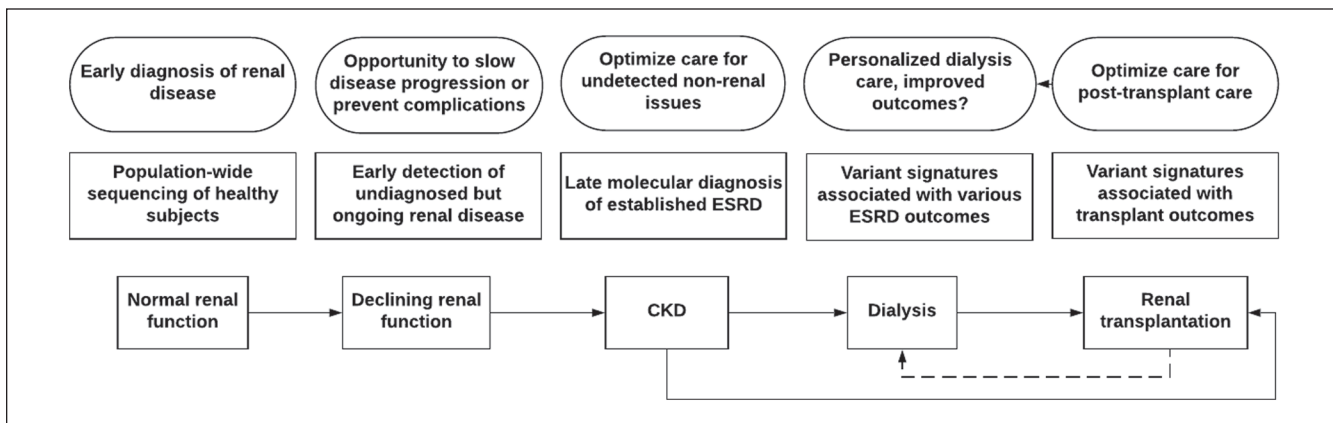 Early diagnosis of renal
disease
Opportunity to slow
disease progression or
prevent complications
Optimize care for
undetected non-renal
issues
Personalized dialysis
care, improved
outcomes?
Optimize care for
post-transplant care
Population-wide
sequencing of healthy
subjects
Early detection of
undiagnosed but
ongoing renal disease
Late molecular diagnosis
of established ESRD
Variant signatures
associated with various
ESRD outcomes
Variant signatures
associated with
transplant outcomes
Normal renal
function
Declining renal
function
CKD
Dialysis
Renal
transplantation